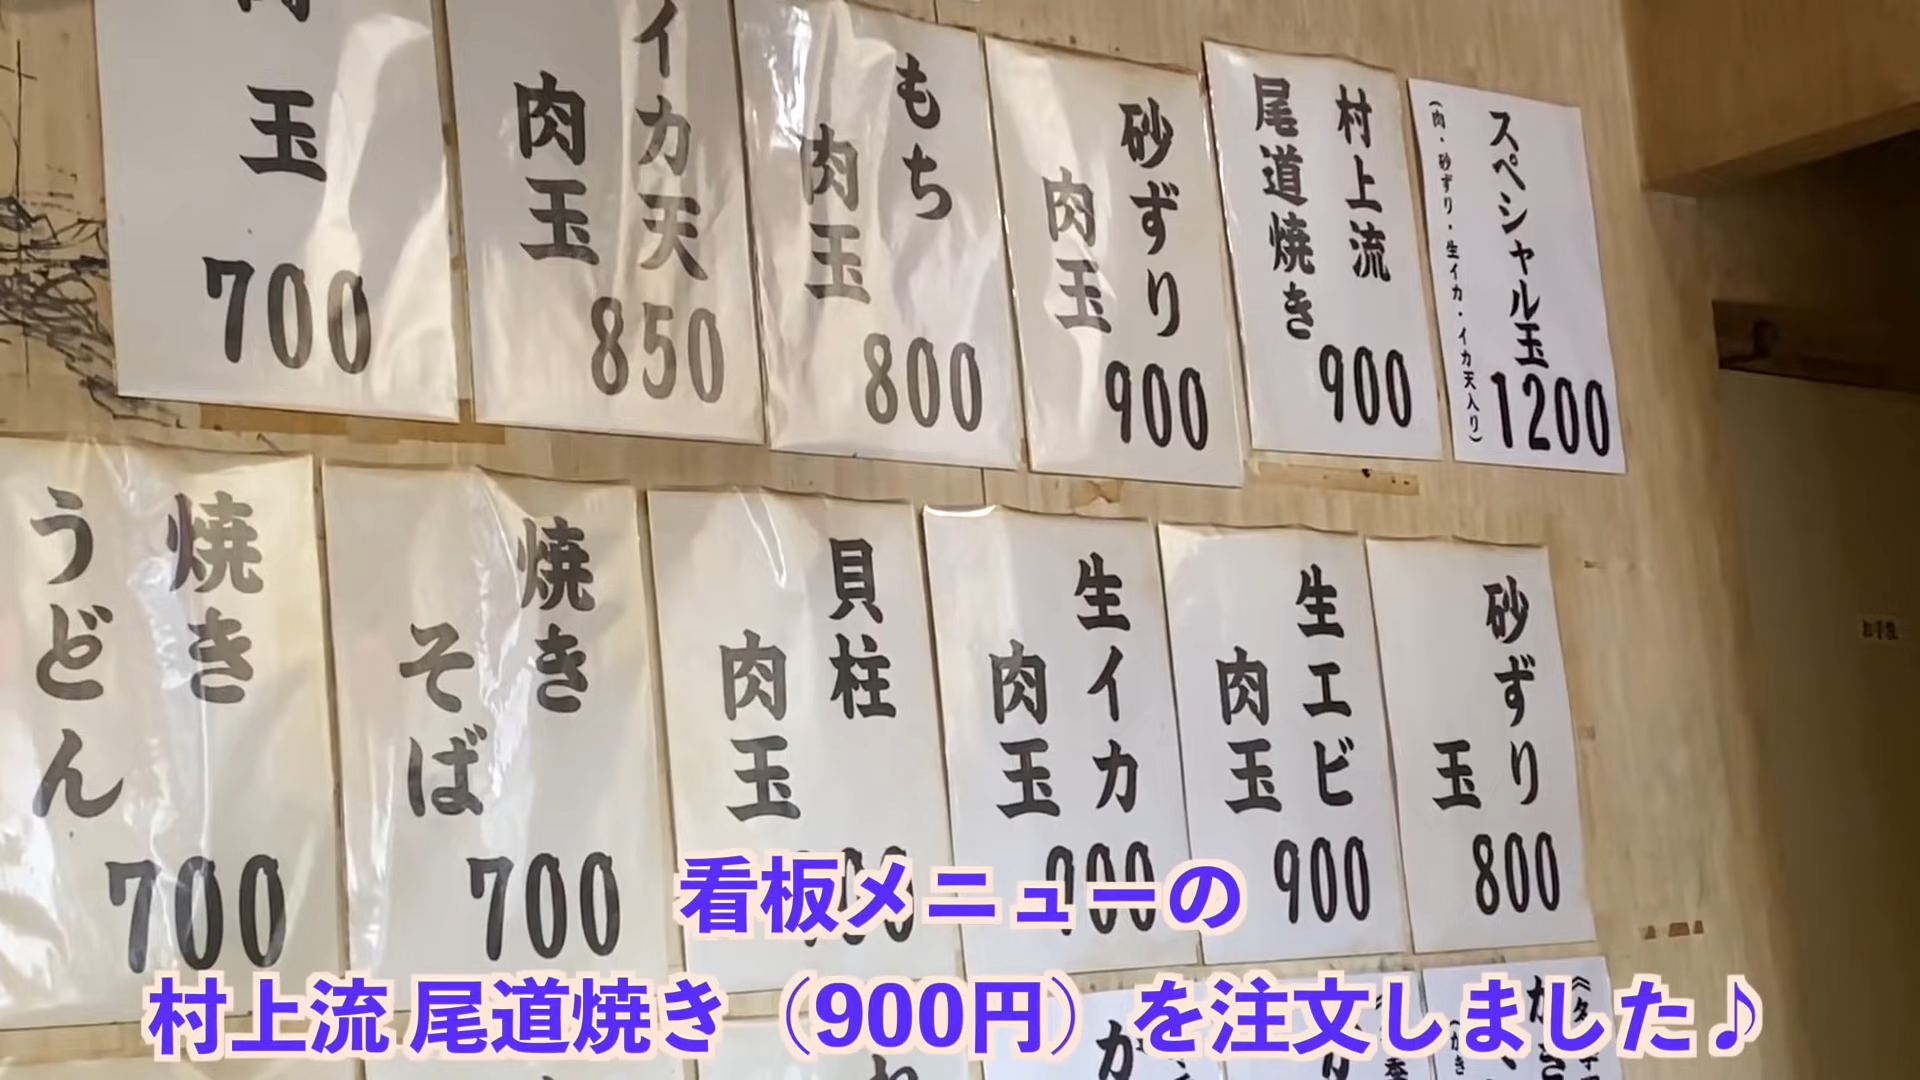 スペシャル玉
(肉・砂ずり・生イカ・イカ天入り)
1200
村上流
尾道焼き
900
砂ずり
肉玉
900
もち
肉玉
800
イカ天
肉玉
850
玉
700
砂ずり
玉
800
生エビ
肉玉
900
生イカ
肉玉
貝柱
肉玉
焼き
そば
700
焼き
うどん
700
看板メニューの
村上流 尾道焼き（900円）を注文しました♪